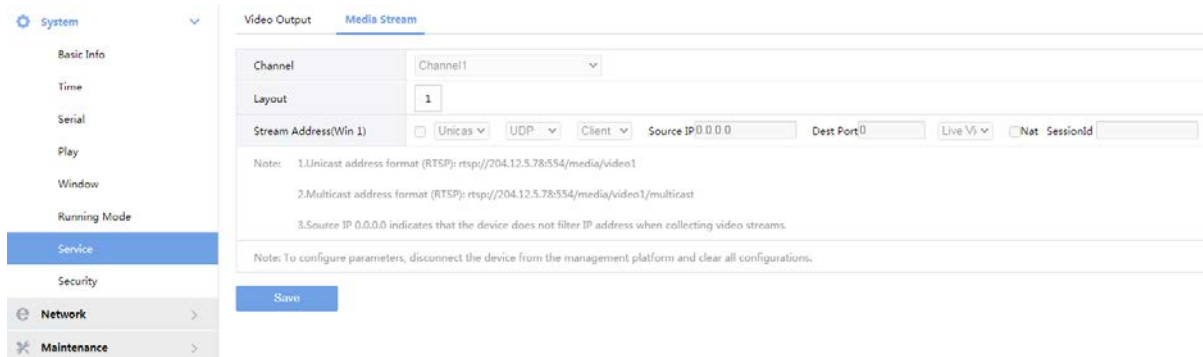 System
Basic Info
Time
Serial
Play
Window
Running Mode
Service
Security
Network
Maintenance
Video Output Media Stream
Channel Channel1
Layout 1
Stream Address(Win 1) Unicas UDP Client Source IP 0.0.0.0 Dest Port 0 Live Vi Nat SessionId
Note: 1.Unicast address format (RTSP): rtsp://204.12.5.78:554/media/video1
2.Multicast address format (RTSP): rtsp://204.12.5.78:554/media/video1/multicast
3.Source IP 0.0.0.0 indicates that the device does not filter IP address when collecting video streams.
Note: To configure parameters, disconnect the device from the management platform and clear all configurations.
Save